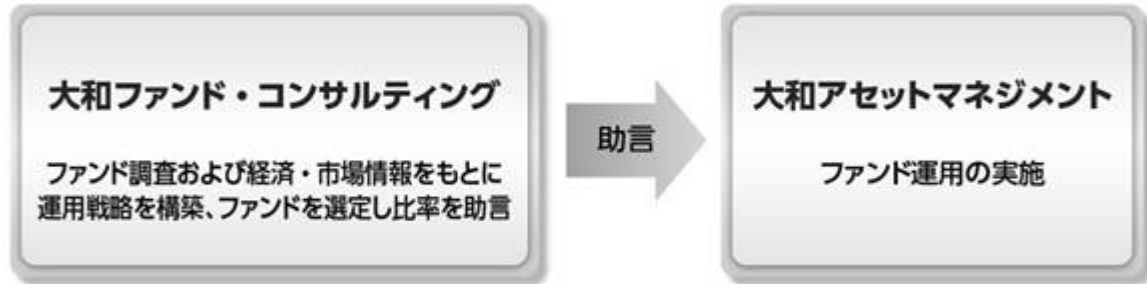 大和ファンド・コンサルティング
ファンド調査および経済・市場情報をもとに
運用戦略を構築、ファンドを選定し比率を助言
助言
大和アセットマネジメント
ファンド運用の実施